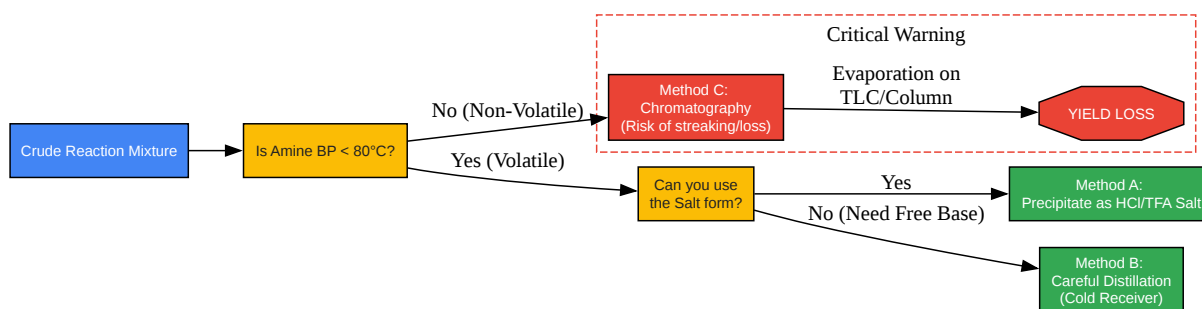 Critical Warning
Crude Reaction Mixture
Is Amine BP < 80°C?
No (Non-Volatile)
Yes (Volatile)
Method C:
Chromatography
(Risk of streaking/loss)
Evaporation on
TLC/Column
YIELD LOSS
Can you use
the Salt form?
Yes
No (Need Free Base)
Method A:
Precipitate as HCl/TFA Salt
Method B:
Careful Distillation
(Cold Receiver)